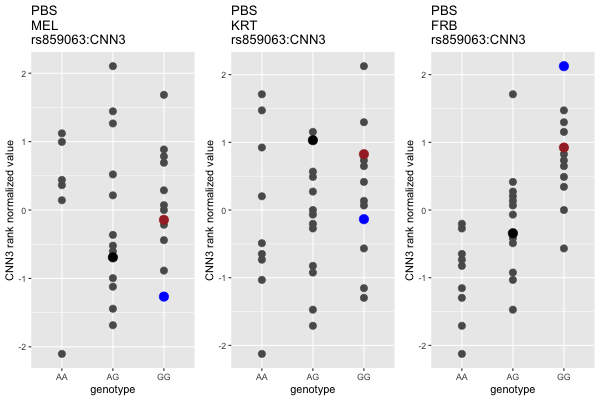 PBS
MEL
rs859063:CNN3
CNN3 rank normalized value
2
1
0
-1
-2
AA AG GG
genotype
PBS
KRT
rs859063:CNN3
CNN3 rank normalized value
2
1
0
-1
-2
AA AG GG
genotype
PBS
FRB
rs859063:CNN3
CNN3 rank normalized value
2
1
0
-1
-2
AA AG GG
genotype